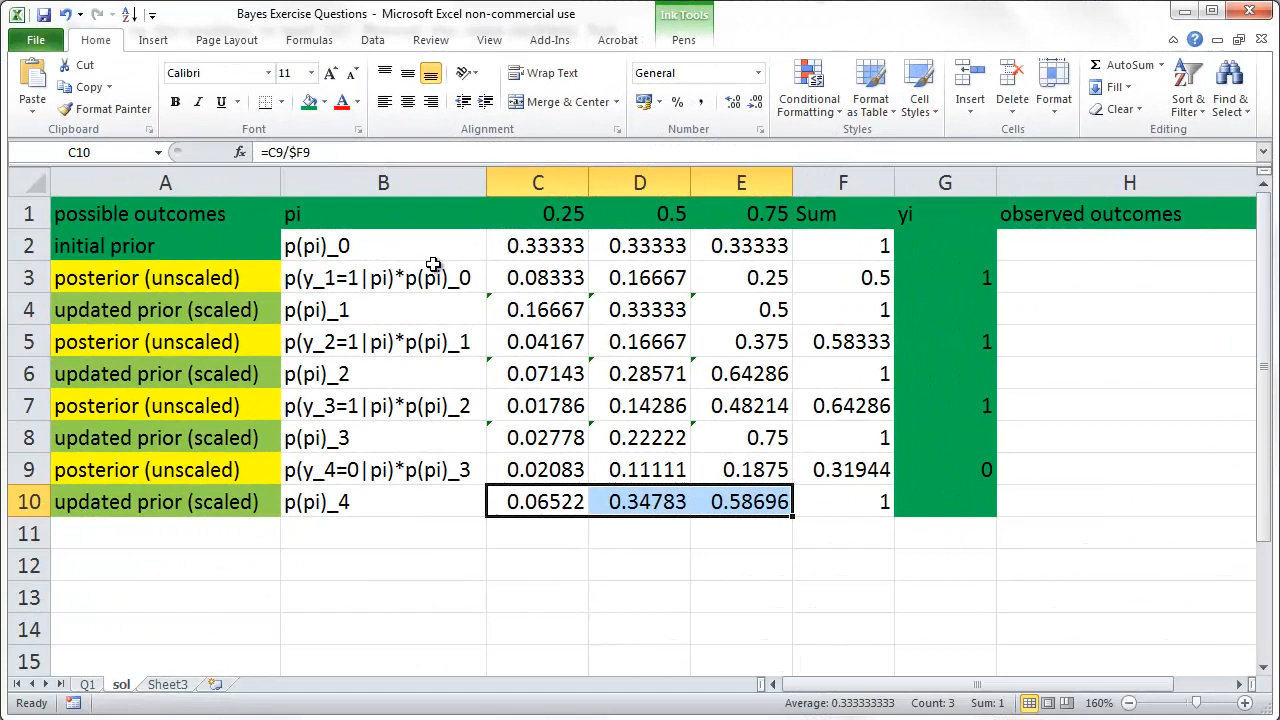 Bayes Exercise Questions - Microsoft Excel non-commercial use
Ink Tools
File Home Insert Page Layout Formulas Data Review View Add-Ins Acrobat Pens
Paste
Cut
Copy
Format Painter
Clipboard
Calibri 11
B I U
Font
Wrap Text
Merge & Center
Alignment
General
$ % ,
Number
Conditional Formatting
Format as Table
Cell Styles
Styles
Insert Delete Format
Cells
Σ AutoSum
Fill
Clear
Sort & Filter
Find & Select
Editing
C10 fx =C9/$F9
A B C D E F G H
1 possible outcomes pi 0.25 0.5 0.75 Sum yi observed outcomes
2 initial prior p(pi)_0 0.33333 0.33333 0.33333 1
3 posterior (unscaled) p(y_1=1|pi)*p(pi)_0 0.08333 0.16667 0.25 0.5 1
4 updated prior (scaled) p(pi)_1 0.16667 0.33333 0.5 1
5 posterior (unscaled) p(y_2=1|pi)*p(pi)_1 0.04167 0.16667 0.375 0.58333 1
6 updated prior (scaled) p(pi)_2 0.07143 0.28571 0.64286 1
7 posterior (unscaled) p(y_3=1|pi)*p(pi)_2 0.01786 0.14286 0.48214 0.64286 1
8 updated prior (scaled) p(pi)_3 0.02778 0.22222 0.75 1
9 posterior (unscaled) p(y_4=0|pi)*p(pi)_3 0.02083 0.11111 0.1875 0.31944 0
10 updated prior (scaled) p(pi)_4 0.06522 0.34783 0.58696 1
11
12
13
14
15
Q1 sol Sheet3
Ready Average: 0.333333333 Count: 3 Sum: 1 160%